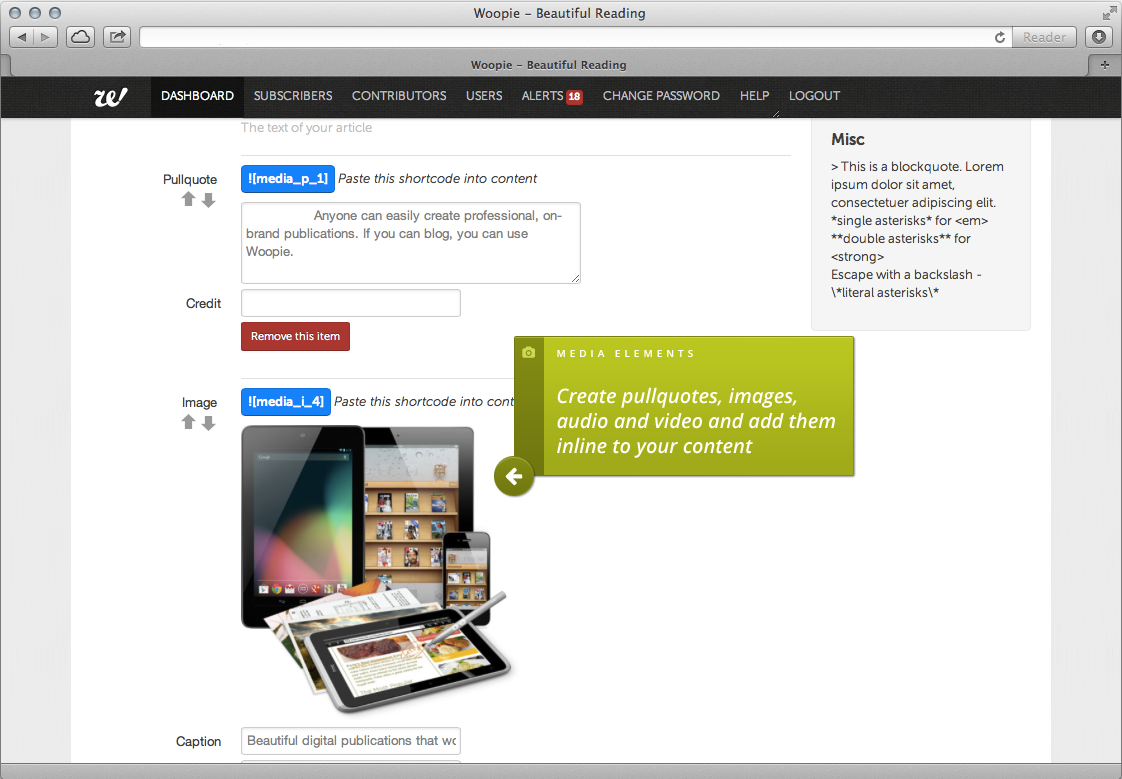 Woopie – Beautiful Reading
Reader
Woopie – Beautiful Reading
we! DASHBOARD SUBSCRIBERS CONTRIBUTORS USERS ALERTS 18 CHANGE PASSWORD HELP LOGOUT
The text of your article
Pullquote
![media_p_1] Paste this shortcode into content
Anyone can easily create professional, on-
brand publications. If you can blog, you can use
Woopie.
Credit
Remove this item
Image
![media_i_4] Paste this shortcode into cont
Caption
Beautiful digital publications that wo
Misc
> This is a blockquote. Lorem
ipsum dolor sit amet,
consectetuer adipiscing elit.
*single asterisks* for <em>
**double asterisks** for
<strong>
Escape with a backslash -
\*literal asterisks\*
MEDIA ELEMENTS
Create pullquotes, images,
audio and video and add them
inline to your content